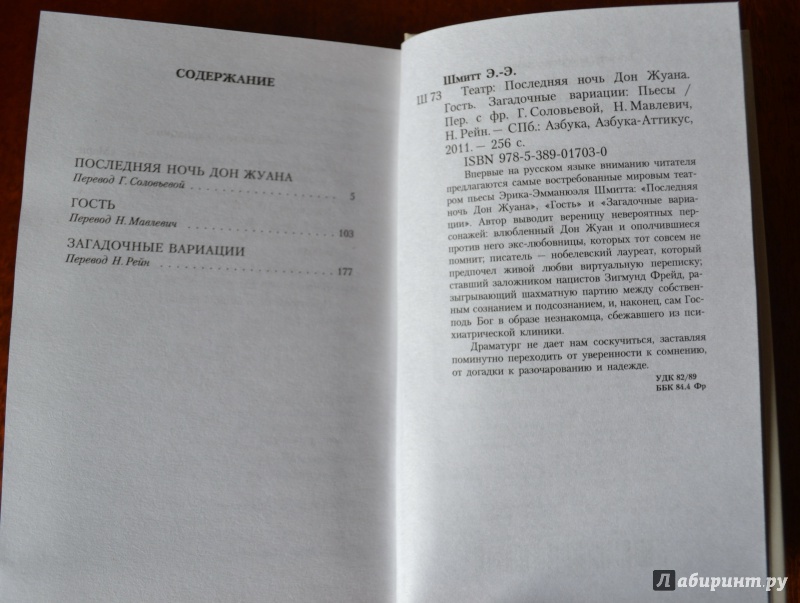 СОДЕРЖАНИЕ
ПОСЛЕДНЯЯ НОЧЬ ДОН ЖУАНА
Перевод Г. Соловьевой . . . . . . . . . . . . . . . . . . 5
ГОСТЬ
Перевод Н. Мавлевич . . . . . . . . . . . . . . . . . . 103
ЗАГАДОЧНЫЕ ВАРИАЦИИ
Перевод Н. Рейн . . . . . . . . . . . . . . . . . . 177
Шмитт Э.-Э.
Ш 73 Театр: Последняя ночь Дон Жуана.
Гость. Загадочные вариации: Пьесы /
Пер. с фр. Г. Соловьевой, Н. Мавлевич,
Н. Рейн. — СПб.: Азбука, Азбука-Аттикус,
2011. — 256 с.
ISBN 978-5-389-01703-0
Впервые на русском языке вниманию читателя
предлагаются самые востребованные мировым теат-
ром пьесы Эрика-Эмманюэля Шмитта: «Последняя
ночь Дон Жуана», «Гость» и «Загадочные вариа-
ции». Автор выводит вереницу невероятных пер-
сонажей: влюбленный Дон Жуан и ополчившиеся
против него экс-любовницы, которых тот совсем не
помнит; писатель — нобелевский лауреат, который
предпочел живой любви виртуальную переписку;
ставший заложником нацистов Зигмунд Фрейд, ра-
зыгрывающий шахматную партию между собствен-
ным сознанием и подсознанием, и, наконец, сам Гос-
подь Бог в образе незнакомца, сбежавшего из пси-
хиатрической клиники.
Драматург не дает нам соскучиться, заставляя
поминутно переходить от уверенности к сомнению,
от догадки к разочарованию и надежде.
УДК 82/89
ББК 84.4 Фр
Лабиринт.ру